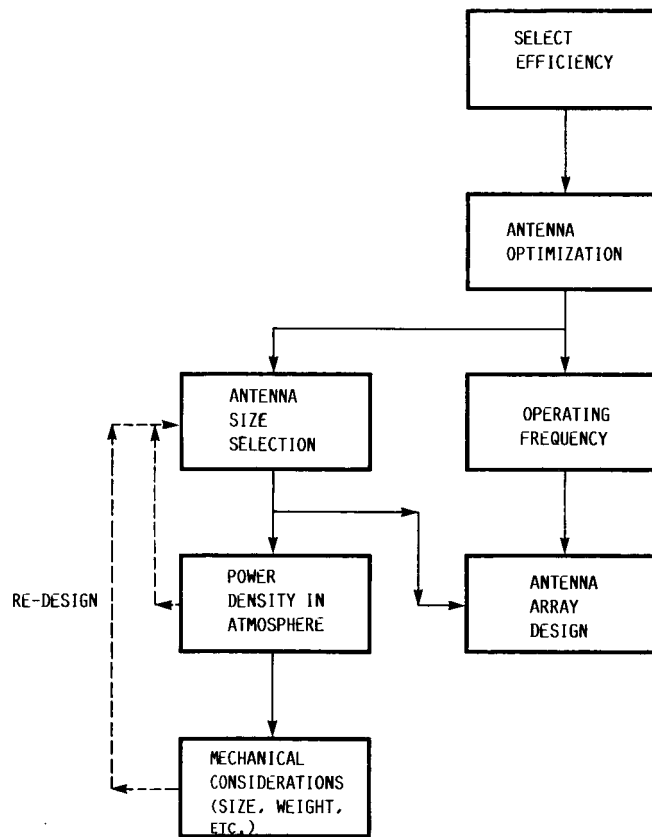 SELECT
EFFICIENCY
ANTENNA
OPTIMIZATION
ANTENNA
SIZE
SELECTION
OPERATING
FREQUENCY
RE-DESIGN
POWER
DENSITY IN
ATMOSPHERE
ANTENNA
ARRAY
DESIGN
MECHANICAL
CONSIDERATIONS
(SIZE, WEIGHT,
ETC.)